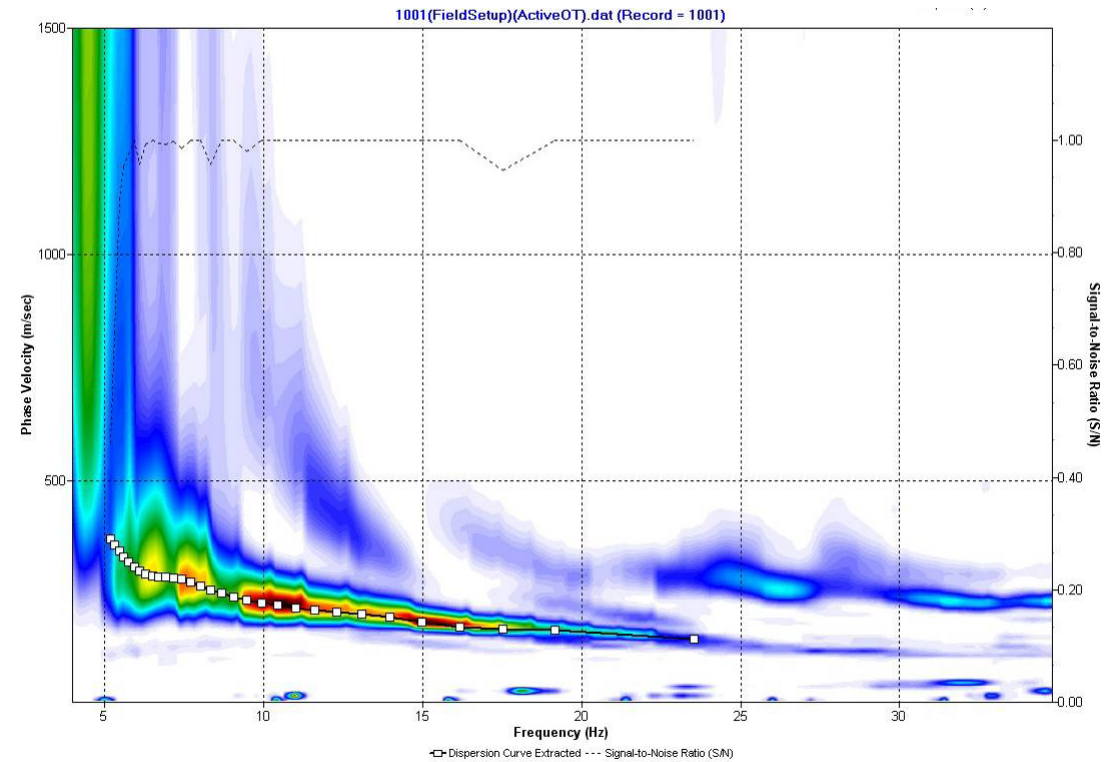 1001(FieldSetup)(ActiveOT).dat (Record = 1001)
1500
1000
500
Phase Velocity (m/sec)
1.00
0.80
0.60
0.40
0.20
0.00
Signal-to-Noise Ratio (S/N)
5 10 15 20 25 30
Frequency (Hz)
Dispersion Curve Extracted --- Signal-to-Noise Ratio (S/N)